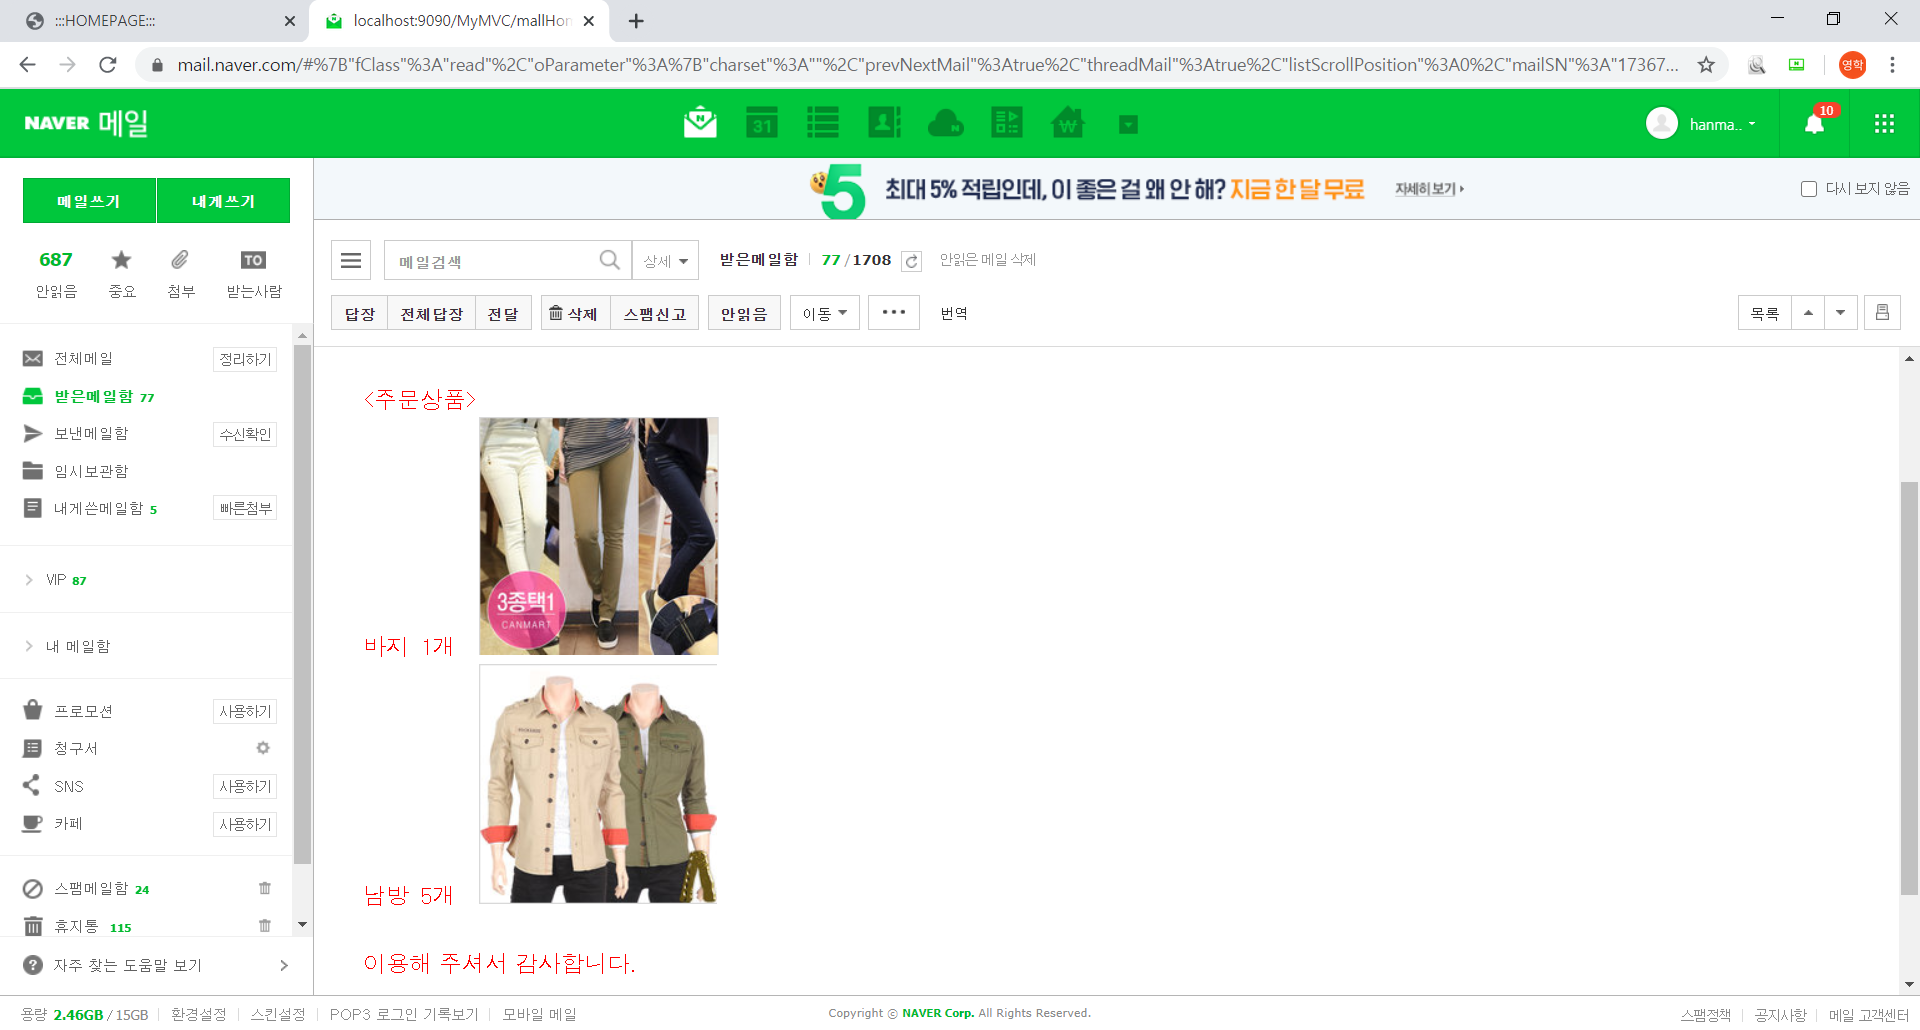 :::HOMEPAGE:::
localhost:9090/MyMVC/mallHon
mail.naver.com/#%7B"fClass"%3A"read"%2C"oParameter"%3A%7B"charset"%3A""%2C"prevNextMail"%3Atrue%2C"threadMail"%3Atrue%2C"listScrollPosition"%3A0%2C"mailSN"%3A"17367...
영학
NAVER 메일
31
N
₩
hanma..
10
메일쓰기 내게쓰기
5 최대 5% 적립인데, 이 좋은 걸 왜 안 해? 지금 한 달 무료 자세히 보기
다시 보지 않음
687 TO
안읽음 중요 첨부 받는사람
메일검색 상세 받은메일함 77 / 1708 안읽은 메일 삭제
답장 전체답장 전달 삭제 스팸신고 안읽음 이동 ••• 번역 목록
전체메일 정리하기
받은메일함 77
보낸메일함 수신확인
임시보관함
내게쓴메일함 5 빠른첨부
VIP 87
내 메일함
프로모션 사용하기
청구서
SNS 사용하기
카페 사용하기
스팸메일함 24
휴지통 115
자주 찾는 도움말 보기
<주문상품>
3종택1
CANMART
바지 1개
남방 5개
이용해 주셔서 감사합니다.
용량 2.46GB / 15GB 환경설정 스킨설정 POP3 로그인 기록보기 모바일 메일 Copyright © NAVER Corp. All Rights Reserved. 스팸정책 공지사항 메일 고객센터